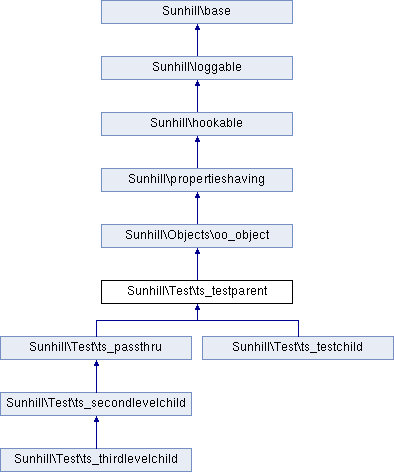 Sunhill\base
Sunhill\loggable
Sunhill\hookable
Sunhill\propertieshaving
Sunhill\Objects\oo_object
Sunhill\Test\ts_testparent
Sunhill\Test\ts_passthru
Sunhill\Test\ts_testchild
Sunhill\Test\ts_secondlevelchild
Sunhill\Test\ts_thirdlevelchild